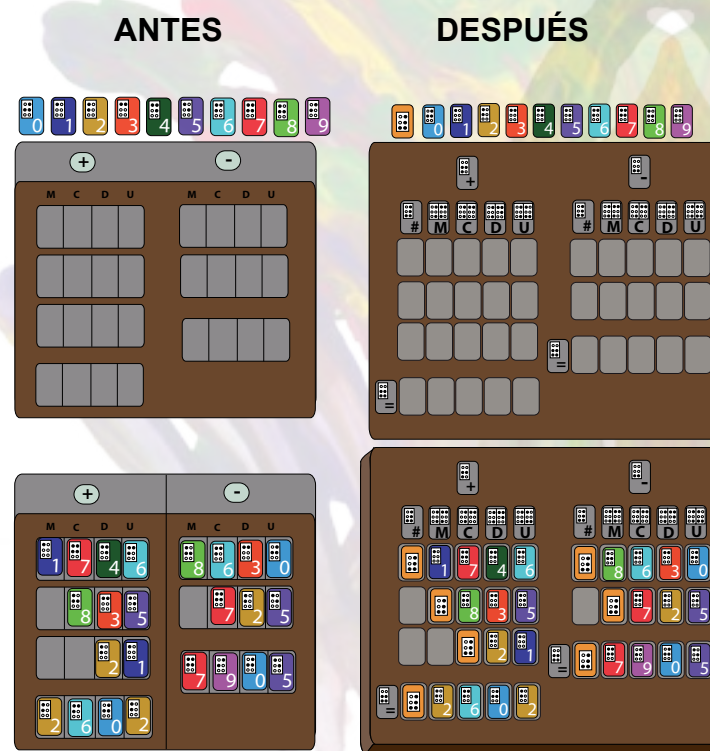 ANTES DESPUÉS
0 1 2 3 4 5 6 7 8 9
0 1 2 3 4 5 6 7 8 9
+ -
M C D U M C D U
+ -
# M C D U # M C D U
=
=
+ -
M C D U M C D U
1 7 4 6 8 6 3 0
8 3 5 7 2 5
2 1
7 9 0 5
2 6 0 2
+ -
# M C D U # M C D U
1 7 4 6 8 6 3 0
8 3 5 7 2 5
2 1
= 7 9 0 5
= 2 6 0 2